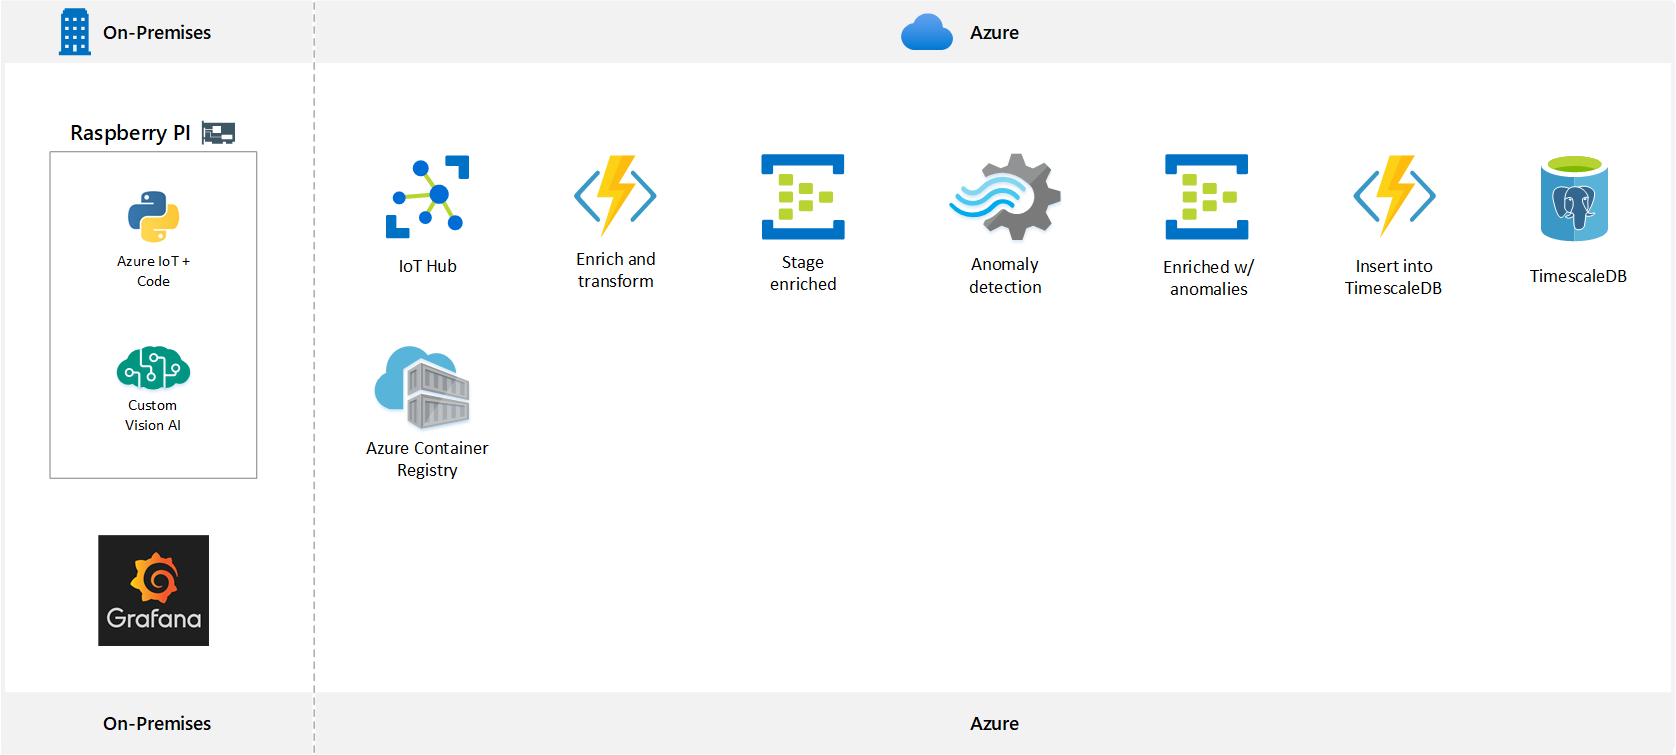 On-Premises
Azure
Raspberry PI
Azure IoT +
Code
Custom
Vision AI
Grafana
IoT Hub
Enrich and
transform
Stage
enriched
Anomaly
detection
Enriched w/
anomalies
Insert into
TimescaleDB
TimescaleDB
Azure Container
Registry
On-Premises
Azure